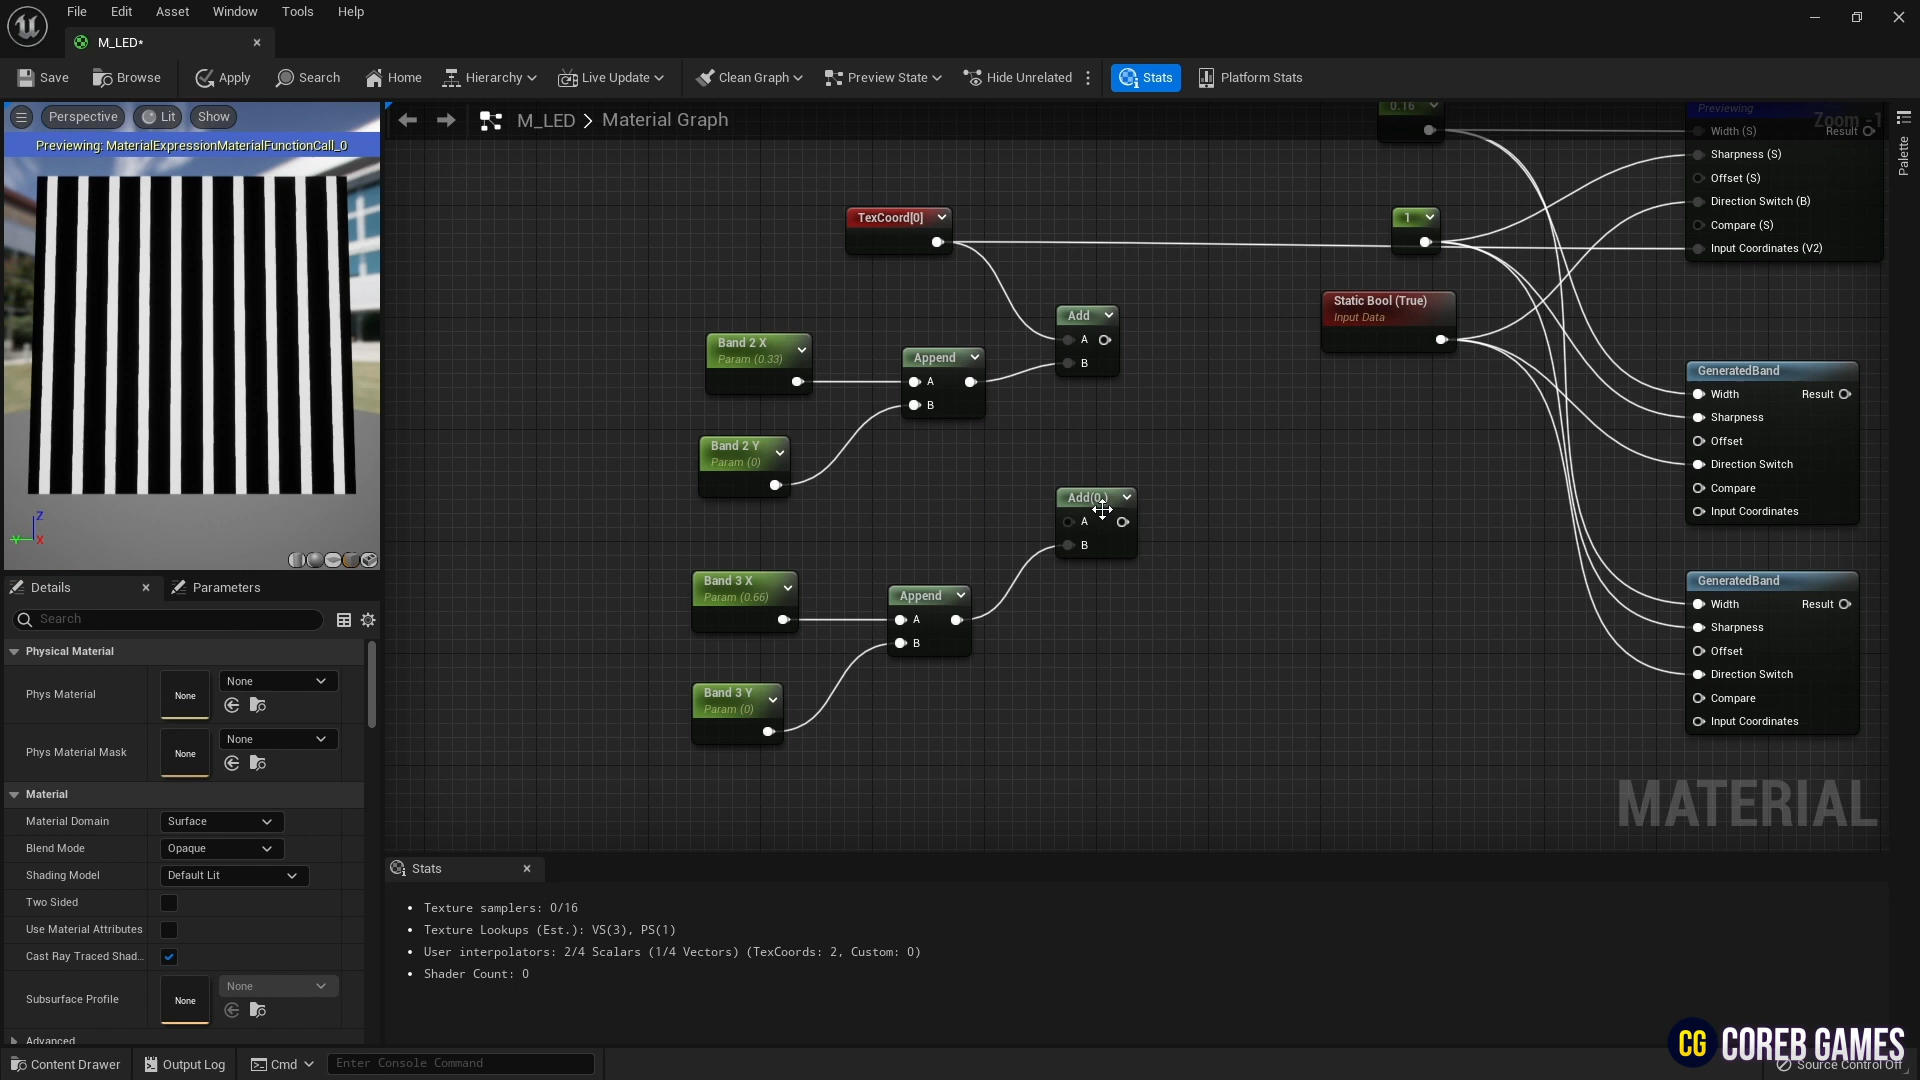 File Edit Asset Window Tools Help
M_LED*
Save Browse Apply Search Home Hierarchy Live Update Clean Graph Preview State Hide Unrelated Stats Platform Stats
Perspective Lit Show
Previewing: MaterialExpressionMaterialFunctionCall_0
Z
Y X
M_LED > Material Graph
Zoom -1
Palette
0.16
Previewing
Width (S) Result
Sharpness (S)
Offset (S)
Direction Switch (B)
Compare (S)
Input Coordinates (V2)
TexCoord[0]
1
Static Bool (True)
Input Data
Add
A
B
Band 2 X
Param (0.33)
Append
A
B
Band 2 Y
Param (0)
GeneratedBand
Width Result
Sharpness
Offset
Direction Switch
Compare
Input Coordinates
A
B
Band 3 X
Param (0.66)
Append
A
B
Band 3 Y
Param (0)
GeneratedBand
Width Result
Sharpness
Offset
Direction Switch
Compare
Input Coordinates
MATERIAL
Details Parameters
Search
Physical Material
Phys Material None None
Phys Material Mask None None
Material
Material Domain Surface
Blend Mode Opaque
Shading Model Default Lit
Two Sided
Use Material Attributes
Cast Ray Traced Shad...
Subsurface Profile None None
Advanced
Stats
• Texture samplers: 0/16
• Texture Lookups (Est.): VS(3), PS(1)
• User interpolators: 2/4 Scalars (1/4 Vectors) (TexCoords: 2, Custom: 0)
• Shader Count: 0
Content Drawer Output Log Cmd Enter Console Command
CG COREB GAMES
Source Control Off